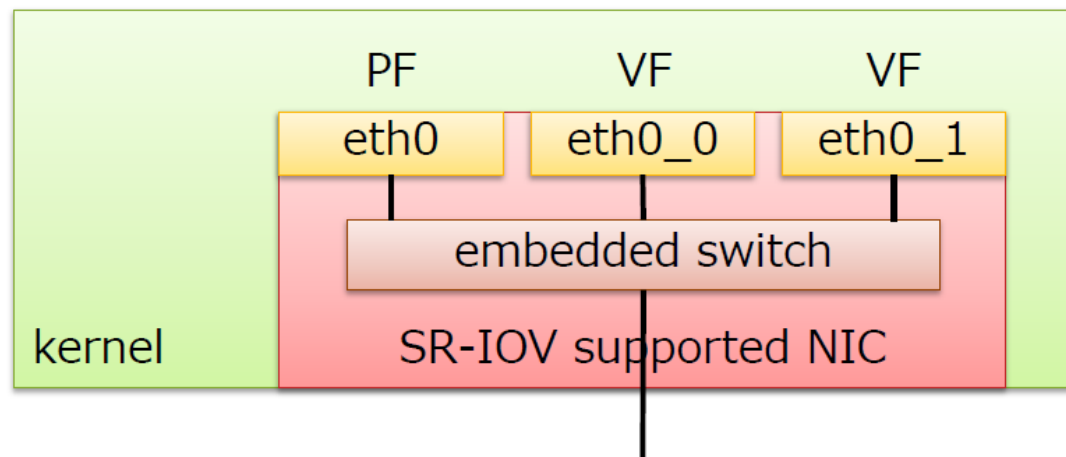 PF VF VF
eth0 eth0_0 eth0_1
embedded switch
kernel SR-IOV supported NIC